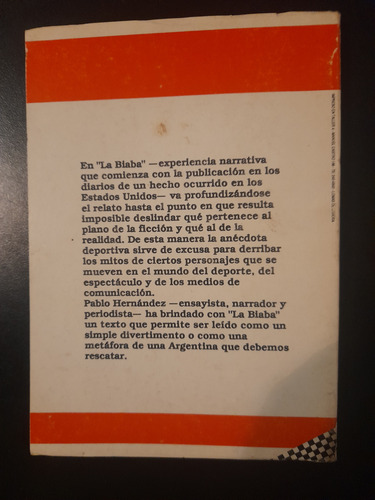 En "La Biaba" —experiencia narrativa
que comienza con la publicación en los
diarios de un hecho ocurrido en los
Estados Unidos— va profundizándose
el relato hasta el punto en que resulta
imposible deslindar qué pertenece al
plano de la ficción y qué al de la
realidad. De esta manera la anécdota
deportiva sirve de excusa para derribar
los mitos de ciertos personajes que se
mueven en el mundo del deporte, del
espectáculo y de los medios de
comunicación.
Pablo Hernández —ensayista, narrador y
periodista— ha brindado con "La Biaba"
un texto que permite ser leído como un
simple divertimento o como una
metáfora de una Argentina que debemos
rescatar.